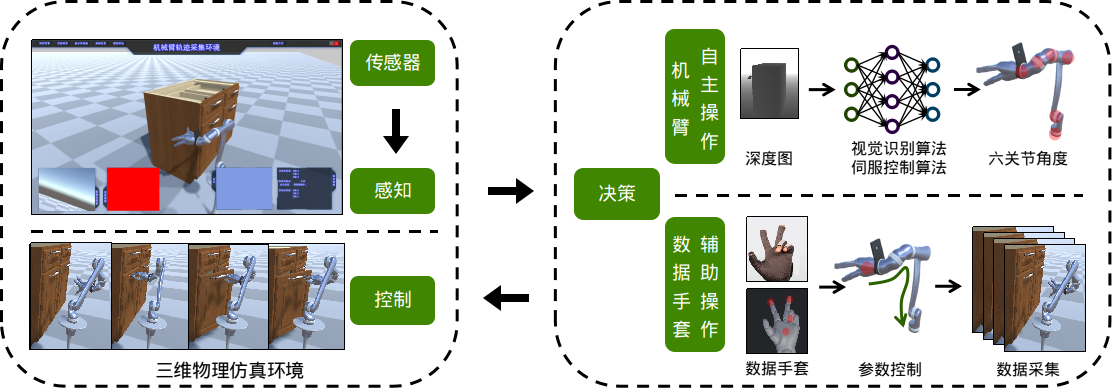 机械臂轨迹采集环境
传感器
感知
控制
三维物理仿真环境
决策
机械臂
自主操作
深度图
视觉识别算法
伺服控制算法
六关节角度
数据手套
辅助操作
数据手套
参数控制
数据采集